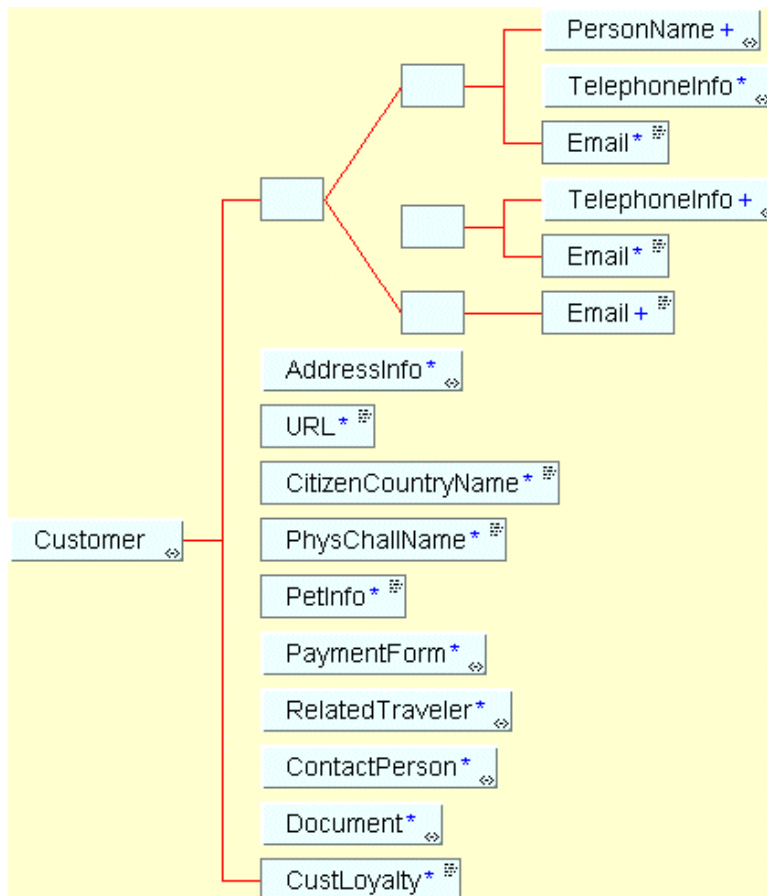 PersonName +
TelephoneInfo *
Email *
TelephoneInfo +
Email *
Email +
AddressInfo *
URL *
CitizenCountryName *
Customer
PhysChallName *
PetInfo *
PaymentForm *
RelatedTraveler *
ContactPerson *
Document *
CustLoyalty *